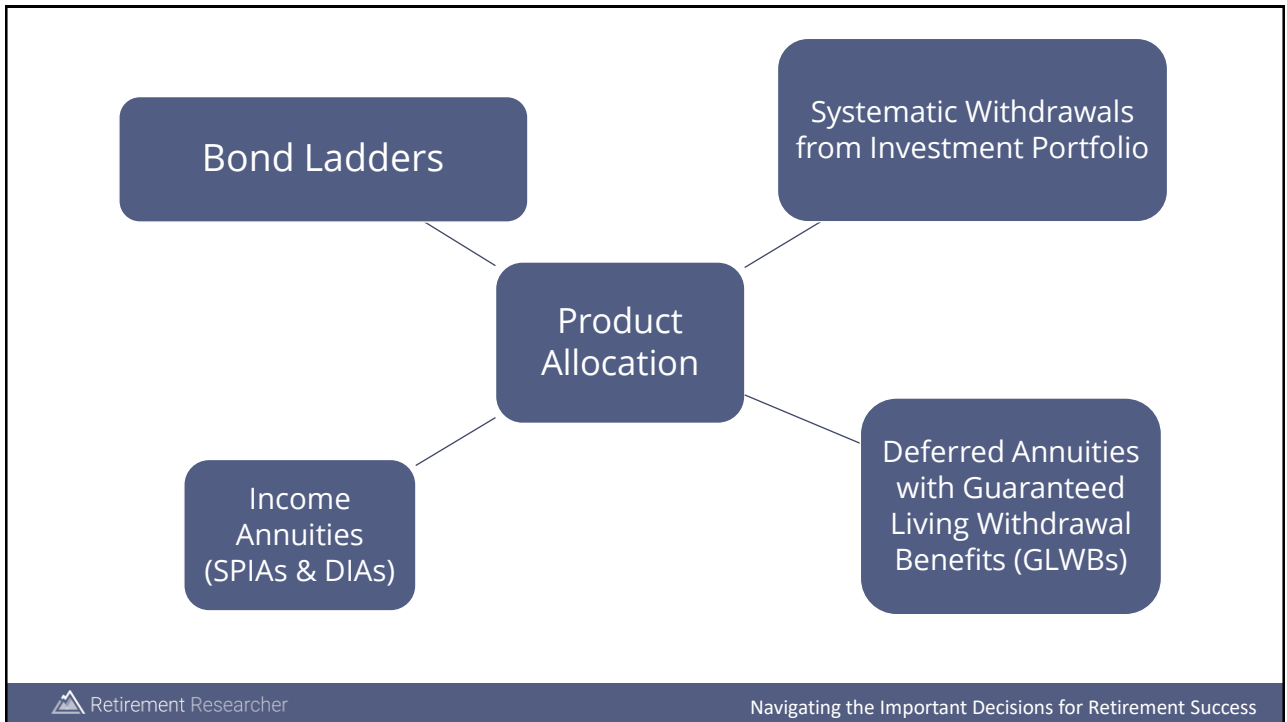 Bond Ladders
Systematic Withdrawals
from Investment Portfolio
Product
Allocation
Income
Annuities
(SPIAs & DIAs)
Deferred Annuities
with Guaranteed
Living Withdrawal
Benefits (GLWBs)
Retirement Researcher
Navigating the Important Decisions for Retirement Success